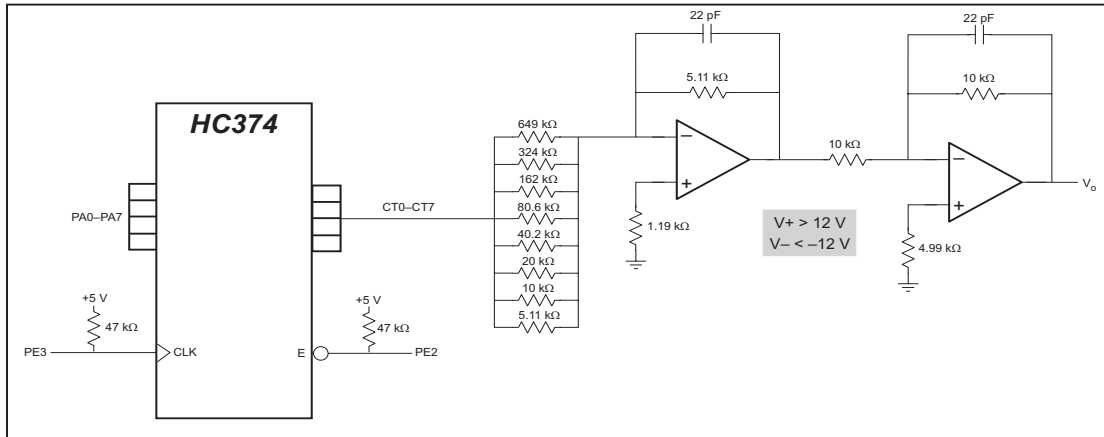 HC374
PA0–PA7
+5 V
47 kΩ
PE3
CLK
E
+5 V
47 kΩ
PE2
CT0–CT7
649 kΩ
324 kΩ
162 kΩ
80.6 kΩ
40.2 kΩ
20 kΩ
10 kΩ
5.11 kΩ
22 pF
5.11 kΩ
–
+
1.19 kΩ
10 kΩ
V+ > 12 V
V– < –12 V
22 pF
10 kΩ
–
+
4.99 kΩ
Vo